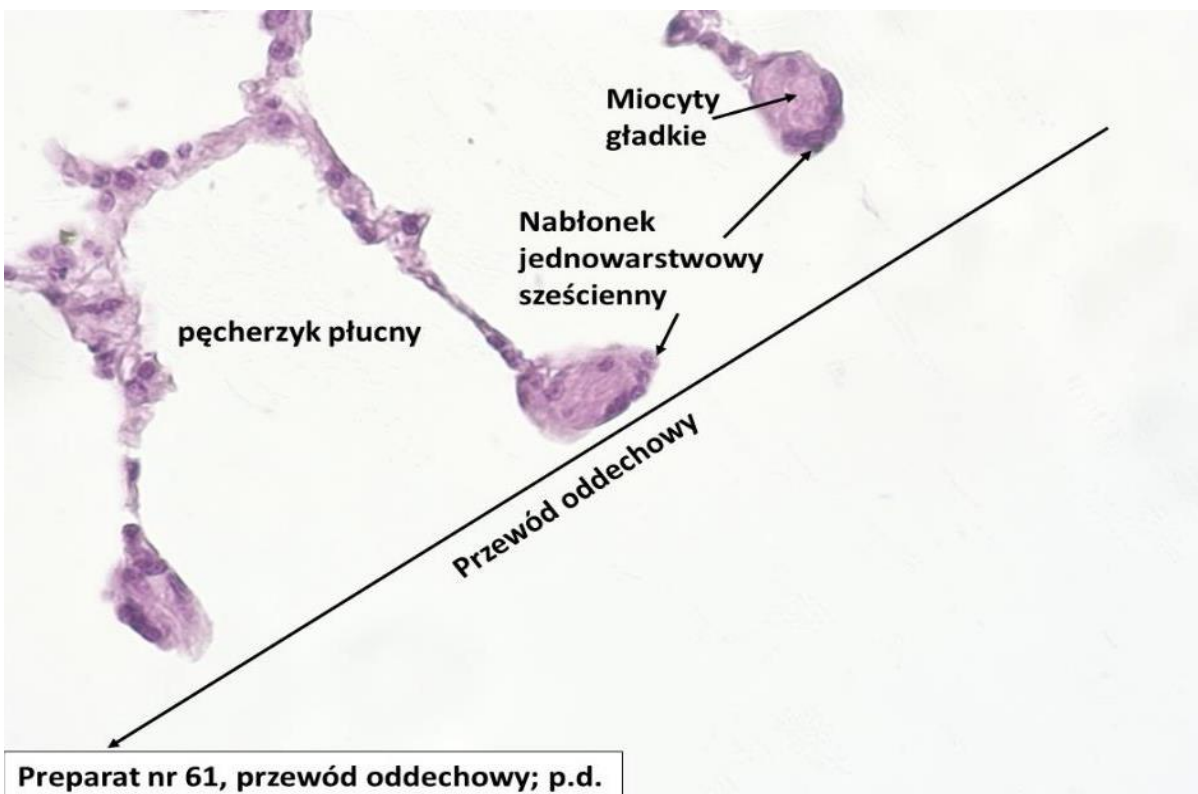 Miocyty
gładkie
Nabłonek
jednowarstwowy
sześcienny
pęcherzyk płucny
Przewód oddechowy
Preparat nr 61, przewód oddechowy; p.d.